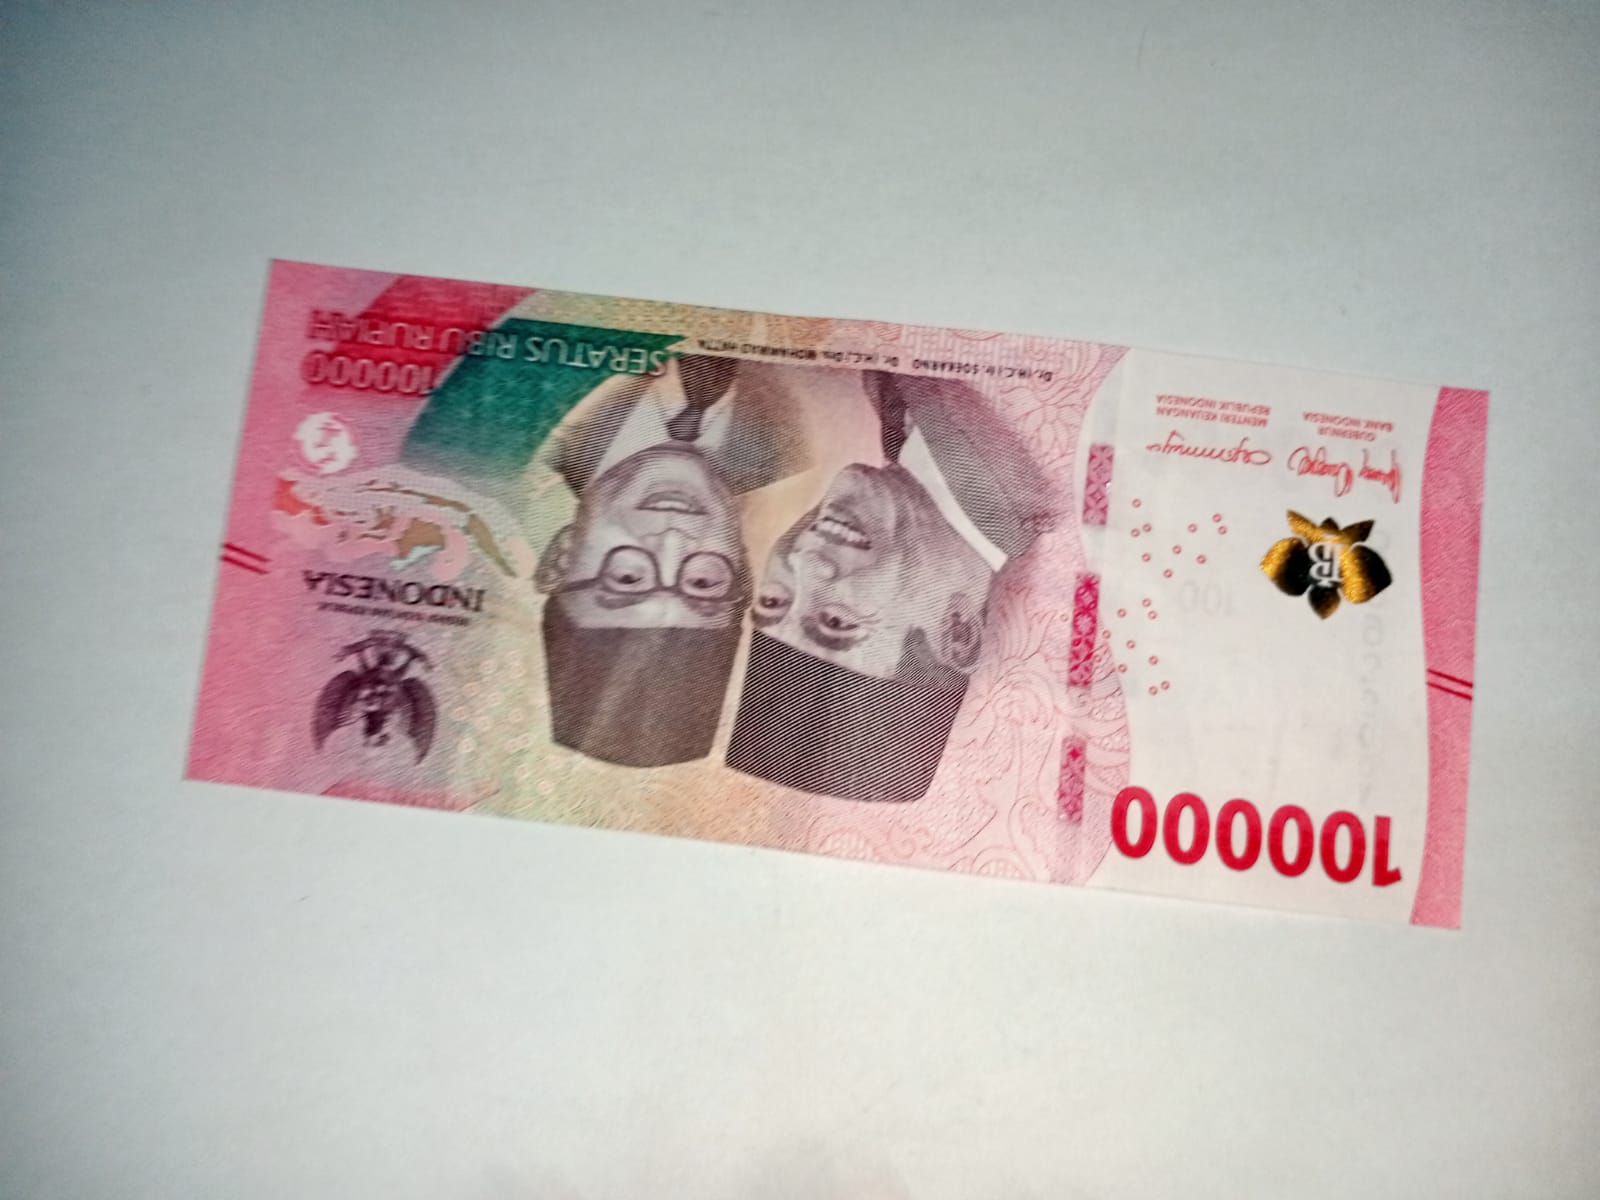 100000
INDONESIA
GUBERNUR
BANK INDONESIA
MENTERI KEUANGAN
REPUBLIK INDONESIA
Dr. (H.C.) Ir. SOEKARNO Dr. (H.C.) Drs. MOHAMMAD HATTA
100000
SERATUS RIBU RUPIAH